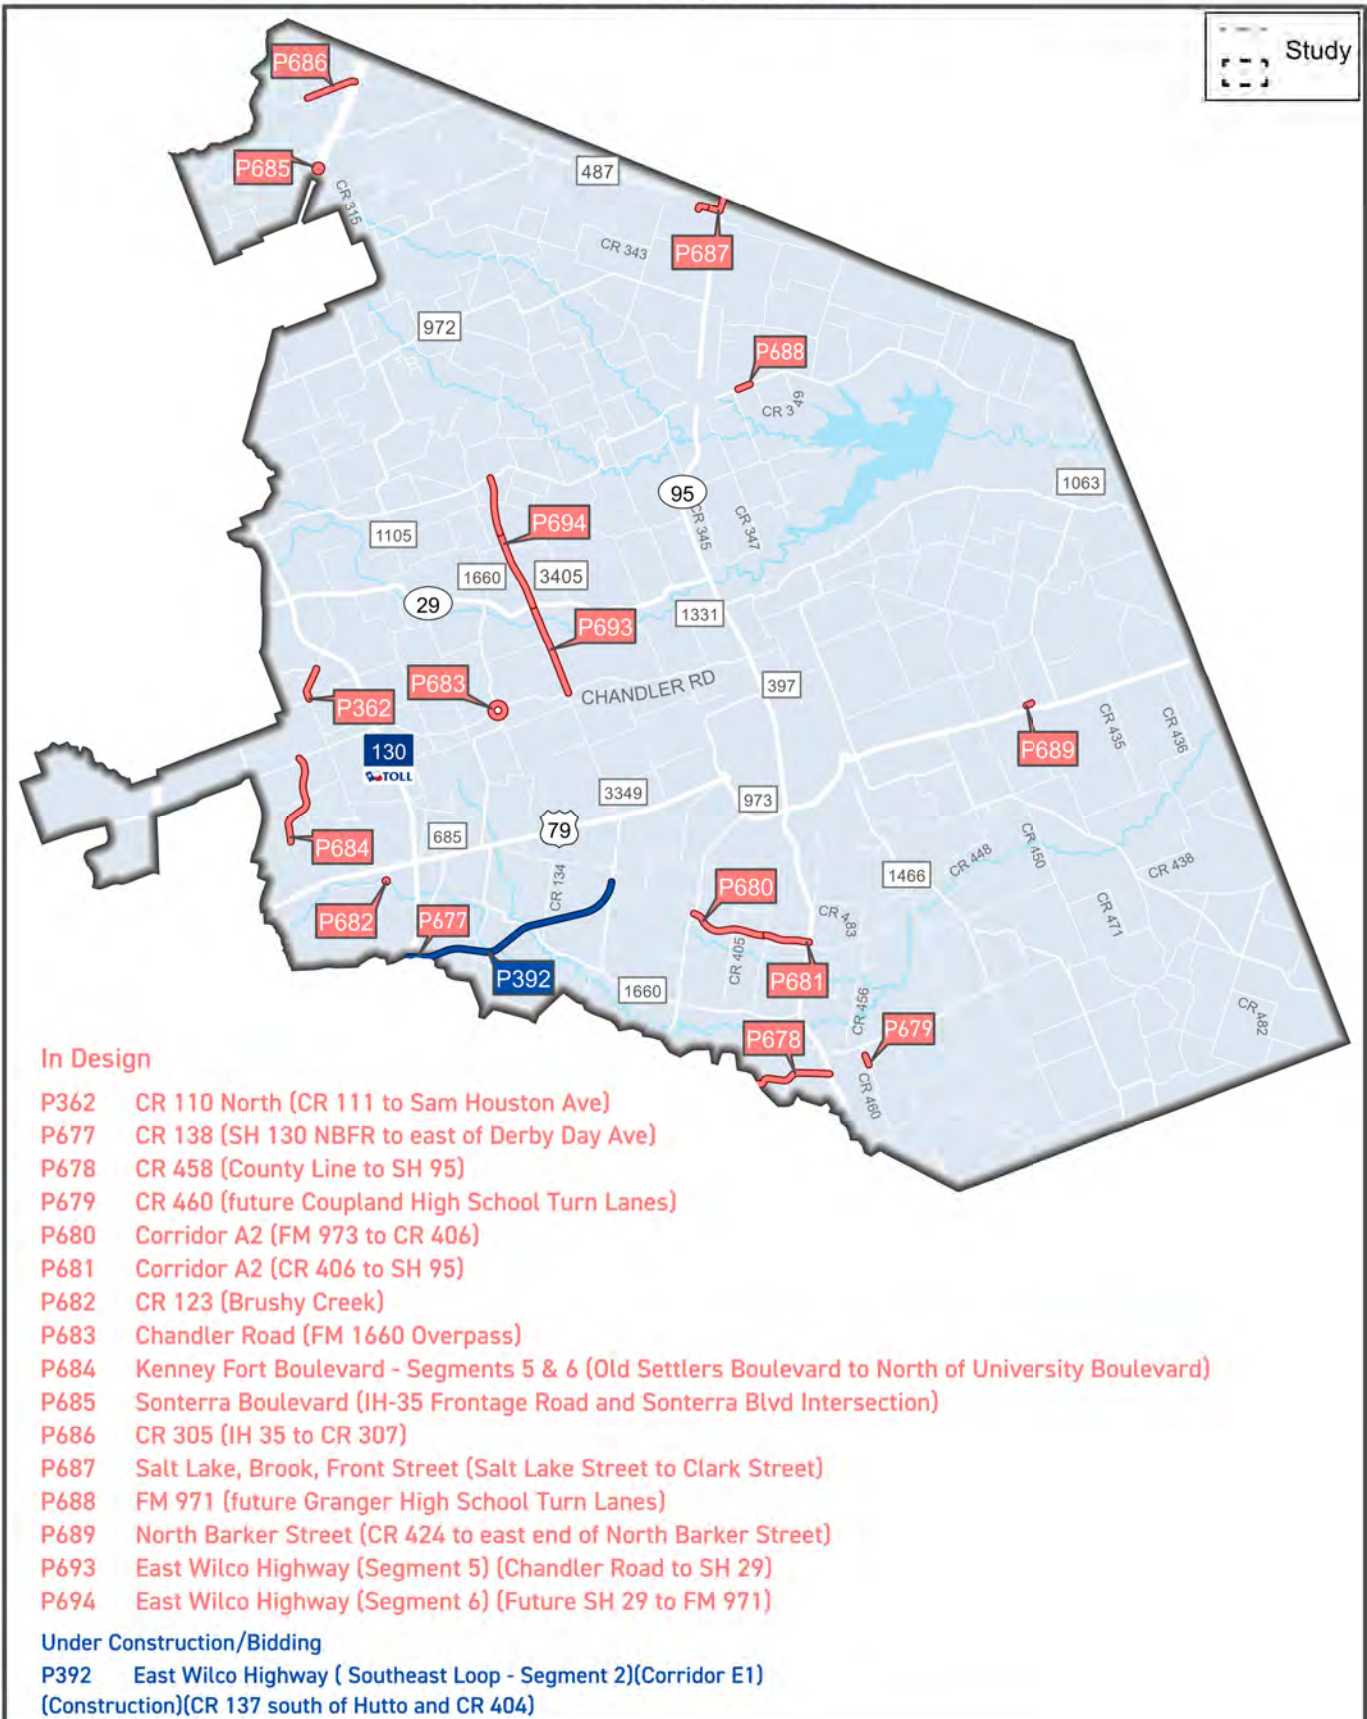 Study
P686
P685
487
CR 315
CR 343
P687
972
P688
CR 349
1063
95
P694
CR 345
CR 347
1105
1660
3405
29
1331
P693
P683
CHANDLER RD
397
P362
CR 435
CR 436
P689
130
TOLL
3349
973
79
685
P684
CR 450
CR 448
CR 438
1466
CR 134
P680
P682
P677
CR 483
CR 471
CR 405
P681
P392
1660
CR 456
CR 482
P679
P678
CR 460
In Design
P362 CR 110 North (CR 111 to Sam Houston Ave)
P677 CR 138 (SH 130 NBFR to east of Derby Day Ave)
P678 CR 458 (County Line to SH 95)
P679 CR 460 (future Coupland High School Turn Lanes)
P680 Corridor A2 (FM 973 to CR 406)
P681 Corridor A2 (CR 406 to SH 95)
P682 CR 123 (Brushy Creek)
P683 Chandler Road (FM 1660 Overpass)
P684 Kenney Fort Boulevard - Segments 5 & 6 (Old Settlers Boulevard to North of University Boulevard)
P685 Sonterra Boulevard (IH-35 Frontage Road and Sonterra Blvd Intersection)
P686 CR 305 (IH 35 to CR 307)
P687 Salt Lake, Brook, Front Street (Salt Lake Street to Clark Street)
P688 FM 971 (future Granger High School Turn Lanes)
P689 North Barker Street (CR 424 to east end of North Barker Street)
P693 East Wilco Highway (Segment 5) (Chandler Road to SH 29)
P694 East Wilco Highway (Segment 6) (Future SH 29 to FM 971)
Under Construction/Bidding
P392 East Wilco Highway ( Southeast Loop - Segment 2)(Corridor E1)
(Construction)(CR 137 south of Hutto and CR 404)